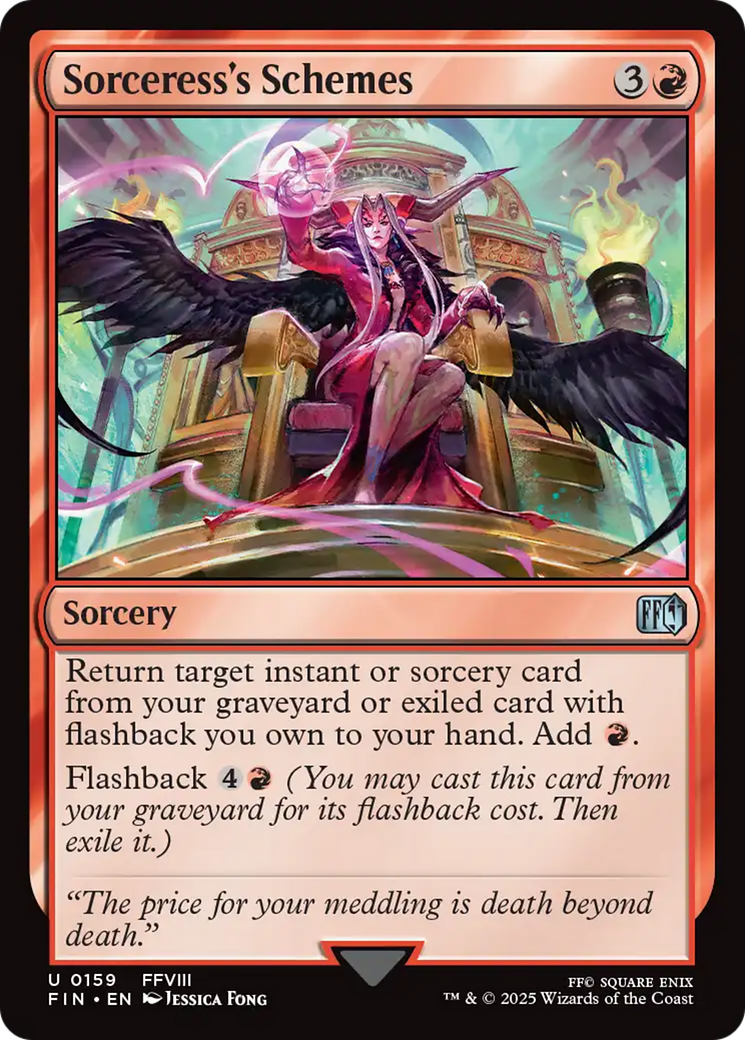 Sorceress's Schemes 3
Sorcery FF
Return target instant or sorcery card
from your graveyard or exiled card with
flashback you own to your hand. Add .
Flashback 4 (You may cast this card from
your graveyard for its flashback cost. Then
exile it.)
“The price for your meddling is death beyond
death.”
U 0159 FFVIII
FIN • EN Jessica Fong
FF© SQUARE ENIX
™ & © 2025 Wizards of the Coast